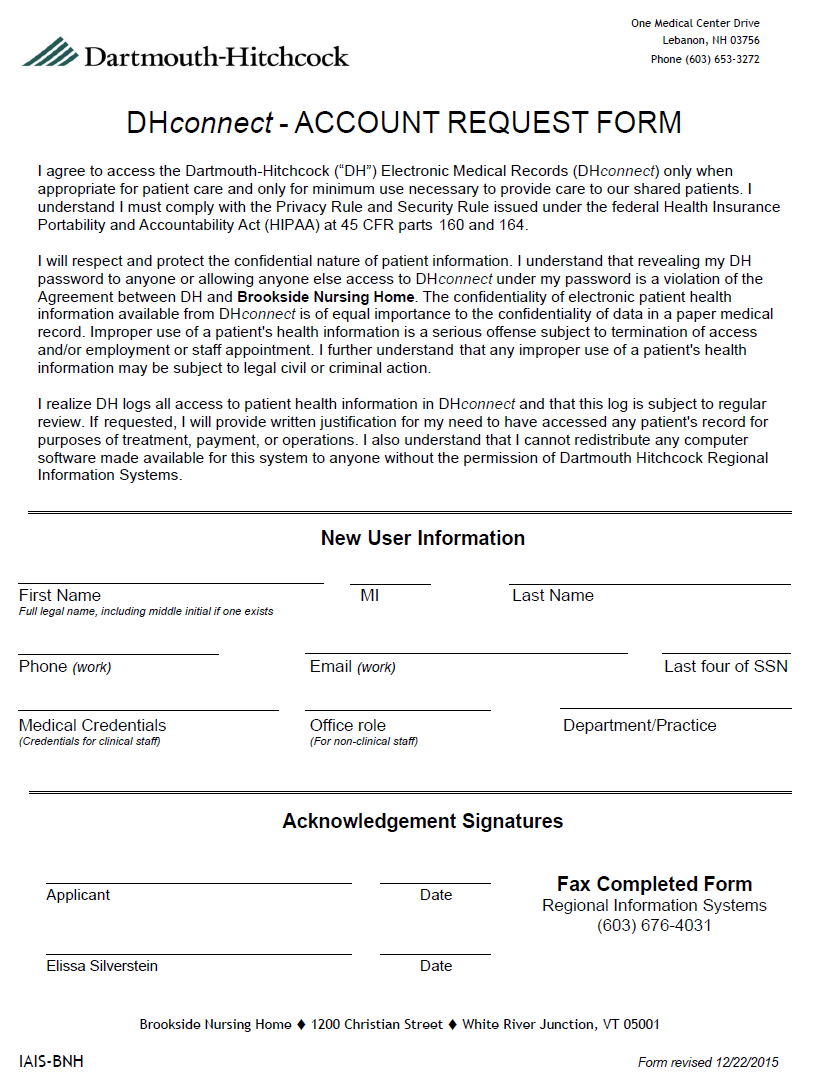 One Medical Center Drive
Lebanon, NH 03756
Phone (603) 653-3272
Dartmouth-Hitchcock
DHconnect - ACCOUNT REQUEST FORM
I agree to access the Dartmouth-Hitchcock (“DH”) Electronic Medical Records (DHconnect) only when
appropriate for patient care and only for minimum use necessary to provide care to our shared patients. I
understand I must comply with the Privacy Rule and Security Rule issued under the federal Health Insurance
Portability and Accountability Act (HIPAA) at 45 CFR parts 160 and 164.
I will respect and protect the confidential nature of patient information. I understand that revealing my DH
password to anyone or allowing anyone else access to DHconnect under my password is a violation of the
Agreement between DH and Brookside Nursing Home. The confidentiality of electronic patient health
information available from DHconnect is of equal importance to the confidentiality of data in a paper medical
record. Improper use of a patient's health information is a serious offense subject to termination of access
and/or employment or staff appointment. I further understand that any improper use of a patient's health
information may be subject to legal civil or criminal action.
I realize DH logs all access to patient health information in DHconnect and that this log is subject to regular
review. If requested, I will provide written justification for my need to have accessed any patient's record for
purposes of treatment, payment, or operations. I also understand that I cannot redistribute any computer
software made available for this system to anyone without the permission of Dartmouth Hitchcock Regional
Information Systems.
New User Information
First Name MI Last Name
Full legal name, including middle initial if one exists
Phone (work) Email (work) Last four of SSN
Medical Credentials Office role Department/Practice
(Credentials for clinical staff) (For non-clinical staff)
Acknowledgement Signatures
Applicant Date
Fax Completed Form
Regional Information Systems
(603) 676-4031
Elissa Silverstein Date
Brookside Nursing Home ♦ 1200 Christian Street ♦ White River Junction, VT 05001
IAIS-BNH Form revised 12/22/2015